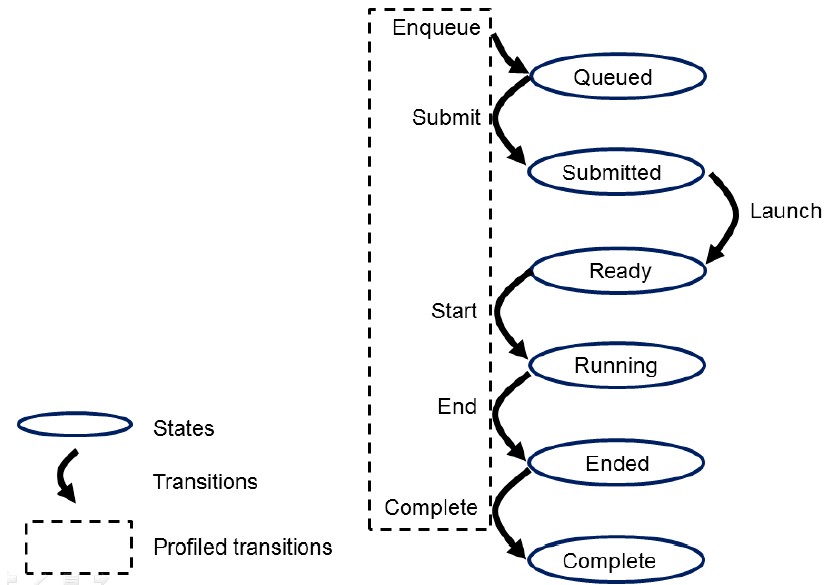 Enqueue
Queued
Submit
Submitted
Launch
Ready
Start
Running
End
States
Ended
Transitions
Complete
Profiled transitions
Complete